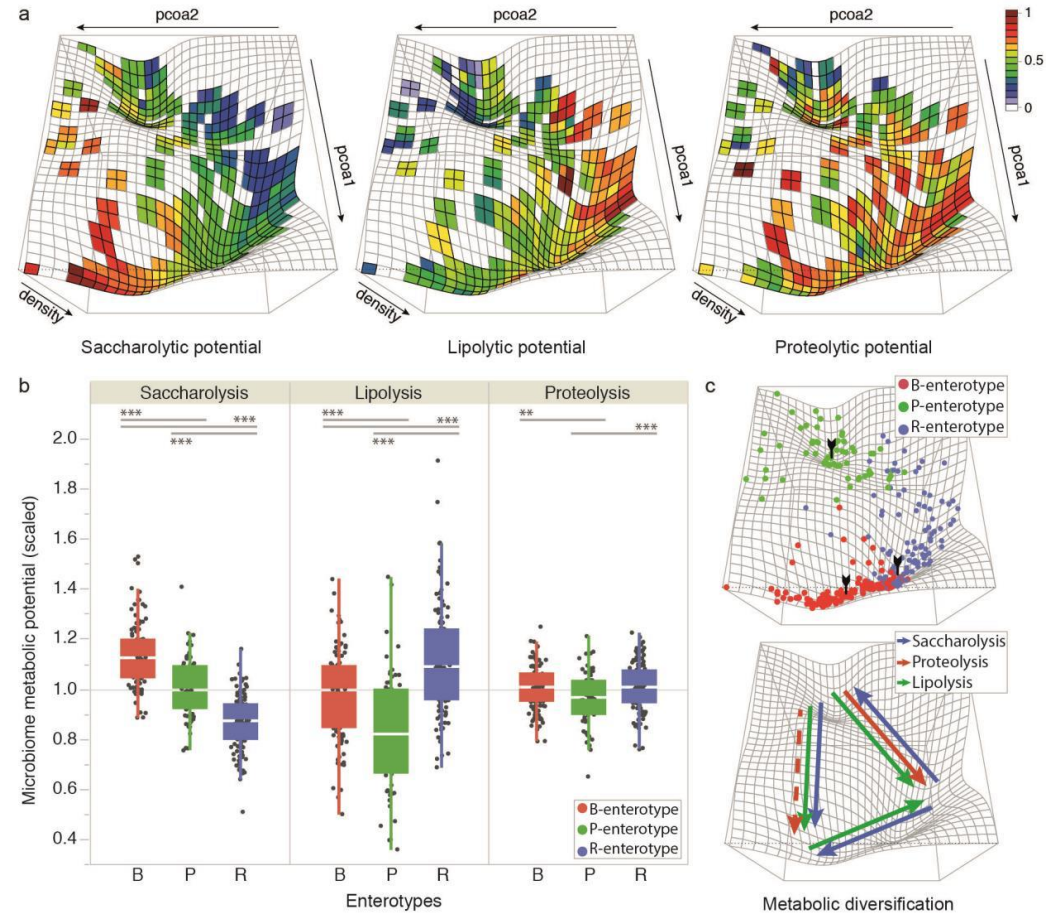 a
pcoa2
pcoa2
pcoa2
1
0.5
0
pcoa1
pcoa1
pcoa1
density
density
density
Saccharolytic potential
Lipolytic potential
Proteolytic potential
b
Saccharolysis
Lipolysis
Proteolysis
***
***
***
***
***
***
**
***
Microbiome metabolic potential (scaled)
2.0
1.8
1.6
1.4
1.2
1.0
0.8
0.6
0.4
B-enterotype
P-enterotype
R-enterotype
B P R B P R B P R
Enterotypes
c
B-enterotype
P-enterotype
R-enterotype
Saccharolysis
Proteolysis
Lipolysis
Metabolic diversification